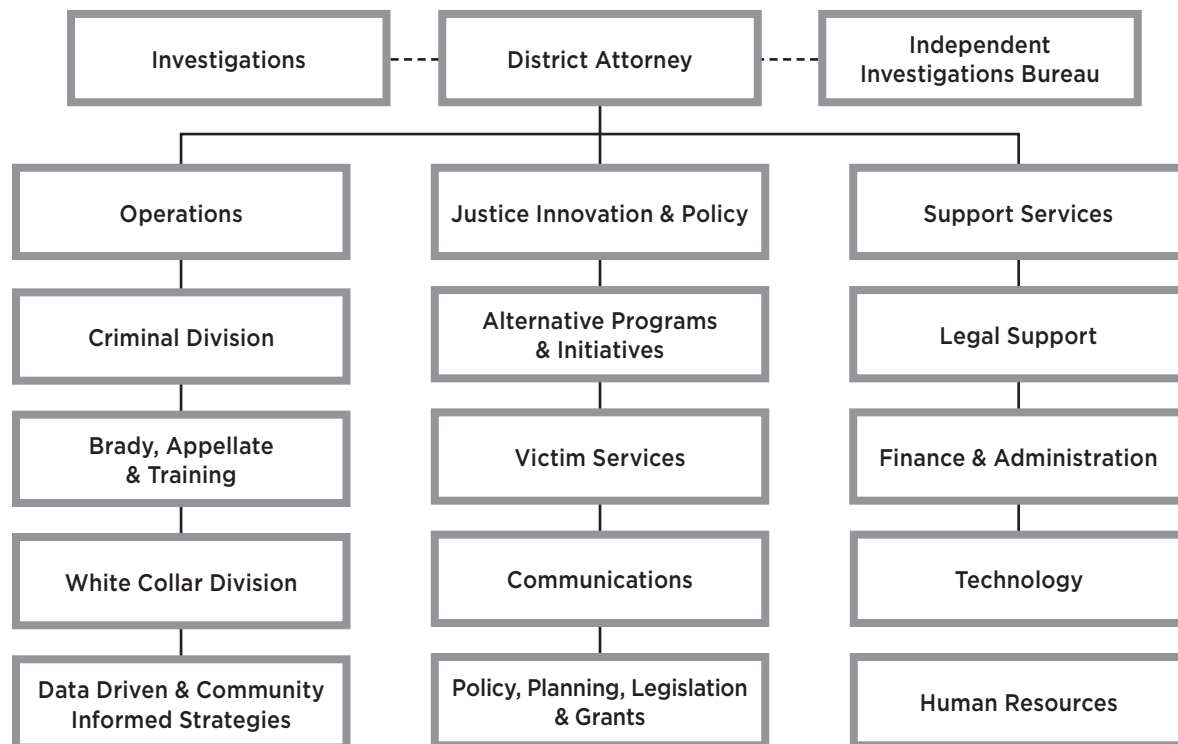 Investigations
District Attorney
Independent
Investigations Bureau
Operations
Justice Innovation & Policy
Support Services
Criminal Division
Alternative Programs
& Initiatives
Legal Support
Brady, Appellate
& Training
Victim Services
Finance & Administration
White Collar Division
Communications
Technology
Data Driven & Community
Informed Strategies
Policy, Planning, Legislation
& Grants
Human Resources